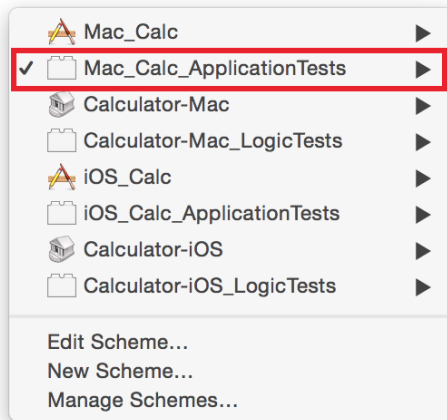 Mac_Calc
Mac_Calc_ApplicationTests
Calculator-Mac
Calculator-Mac_LogicTests
iOS_Calc
iOS_Calc_ApplicationTests
Calculator-iOS
Calculator-iOS_LogicTests
Edit Scheme...
New Scheme...
Manage Schemes...